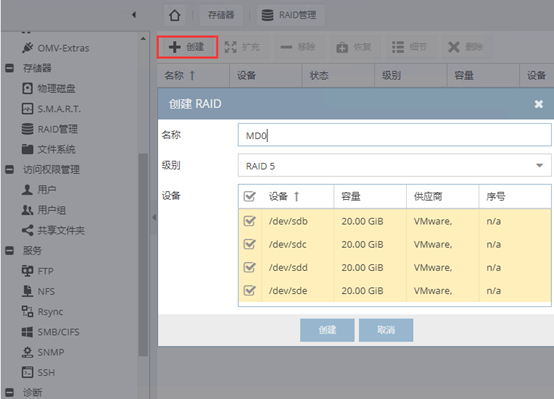 存储器
RAID管理
OMV-Extras
存储器
物理磁盘
S.M.A.R.T.
RAID管理
文件系统
访问权限管理
用户
用户组
共享文件夹
服务
FTP
NFS
Rsync
SMB/CIFS
SNMP
SSH
诊断
创建
扩充
移除
恢复
细节
删除
名称 设备 状态 级别 容量 设备
创建 RAID
名称 MD0
级别 RAID 5
设备
设备 容量 供应商 序号
/dev/sdb 20.00 GiB VMware, n/a
/dev/sdc 20.00 GiB VMware, n/a
/dev/sdd 20.00 GiB VMware, n/a
/dev/sde 20.00 GiB VMware, n/a
创建 取消